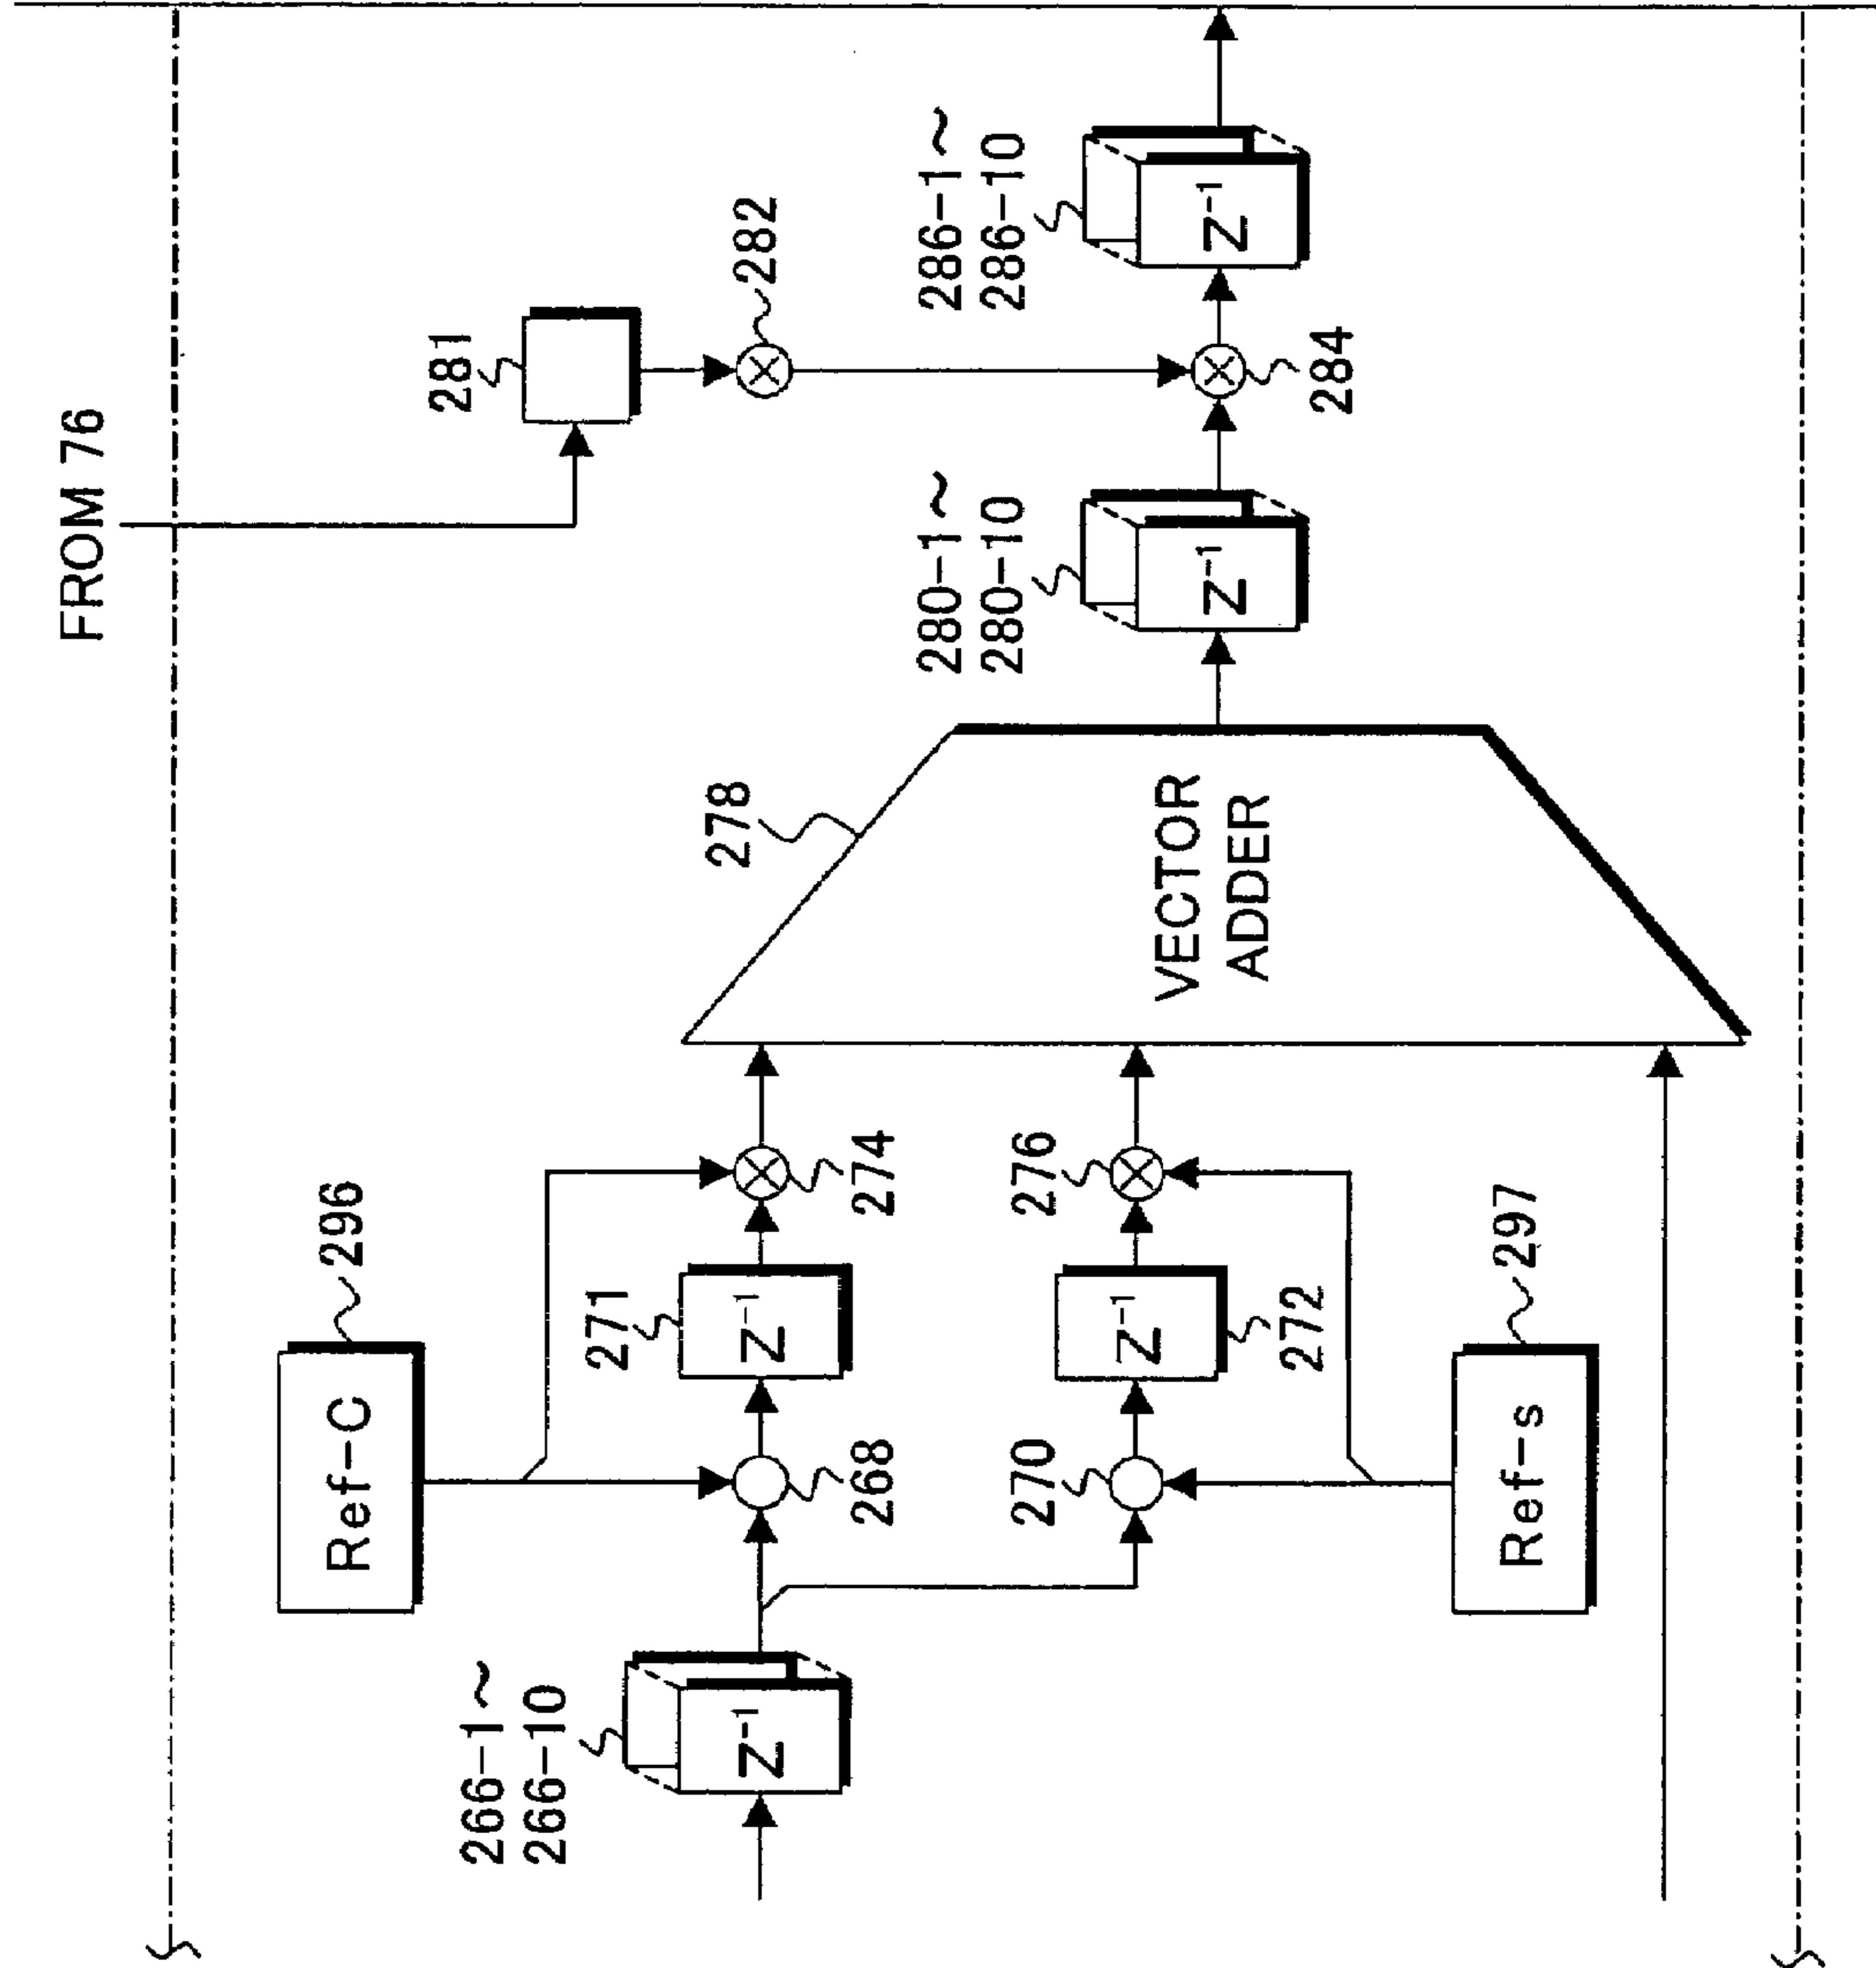 FROM 76
281
282
286-1~
286-10
Z⁻¹
284
280-1~
280-10
Z⁻¹
278
VECTOR
ADDER
296
Ref-C
274
271
Z⁻¹
268
276
272
Z⁻¹
270
297
Ref-s
266-1~
266-10
Z⁻¹